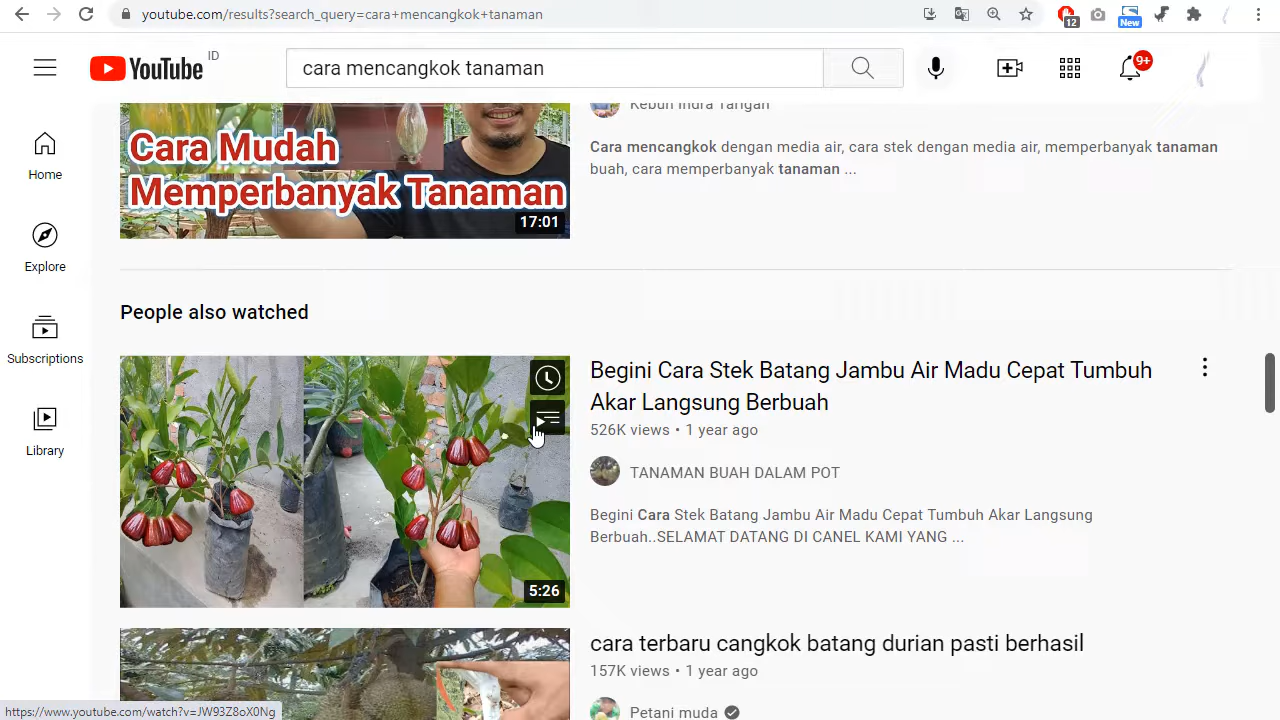 youtube.com/results?search_query=cara+mencangkok+tanaman
12
New
YouTube
ID
cara mencangkok tanaman
9+
Home
Explore
Subscriptions
Library
Cara Mudah
Memperbanyak Tanaman
17:01
Kebun Indra Tarigan
Cara mencangkok dengan media air, cara stek dengan media air, memperbanyak tanaman
buah, cara memperbanyak tanaman ...
People also watched
5:26
Begini Cara Stek Batang Jambu Air Madu Cepat Tumbuh
Akar Langsung Berbuah
526K views • 1 year ago
TANAMAN BUAH DALAM POT
Begini Cara Stek Batang Jambu Air Madu Cepat Tumbuh Akar Langsung
Berbuah..SELAMAT DATANG DI CANEL KAMI YANG ...
cara terbaru cangkok batang durian pasti berhasil
157K views • 1 year ago
Petani muda
https://www.youtube.com/watch?v=JW93Z8oX0Ng